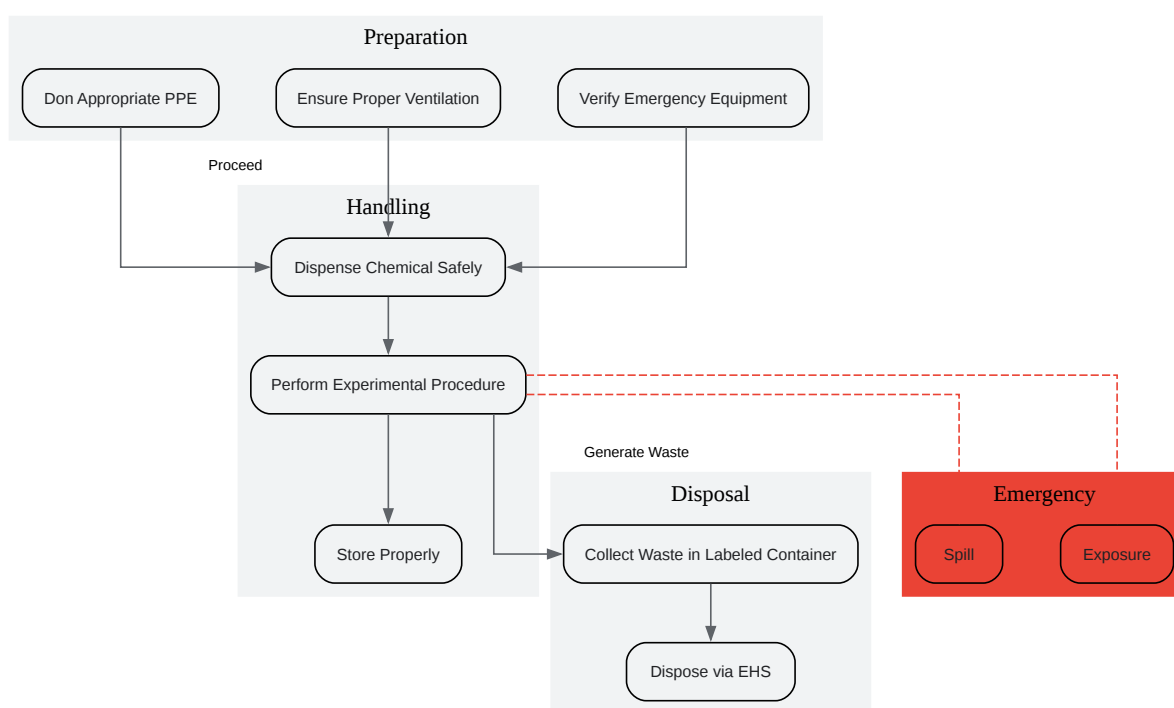 Preparation
Don Appropriate PPE
Ensure Proper Ventilation
Verify Emergency Equipment
Proceed
Handling
Dispense Chemical Safely
Perform Experimental Procedure
Generate Waste
Disposal
Emergency
Store Properly
Collect Waste in Labeled Container
Spill
Exposure
Dispose via EHS